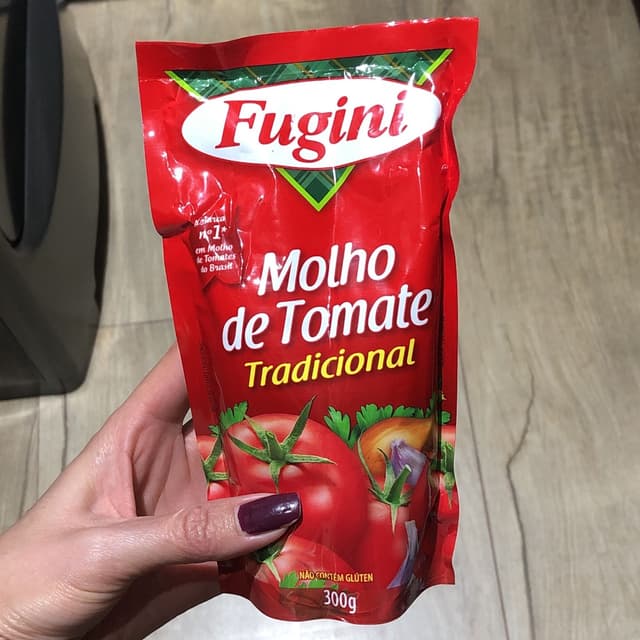 Fugini
nº1*
em Molho
de Tomates
do Brasil
Molho
de Tomate
Tradicional
NÃO CONTÉM GLÚTEN
300g